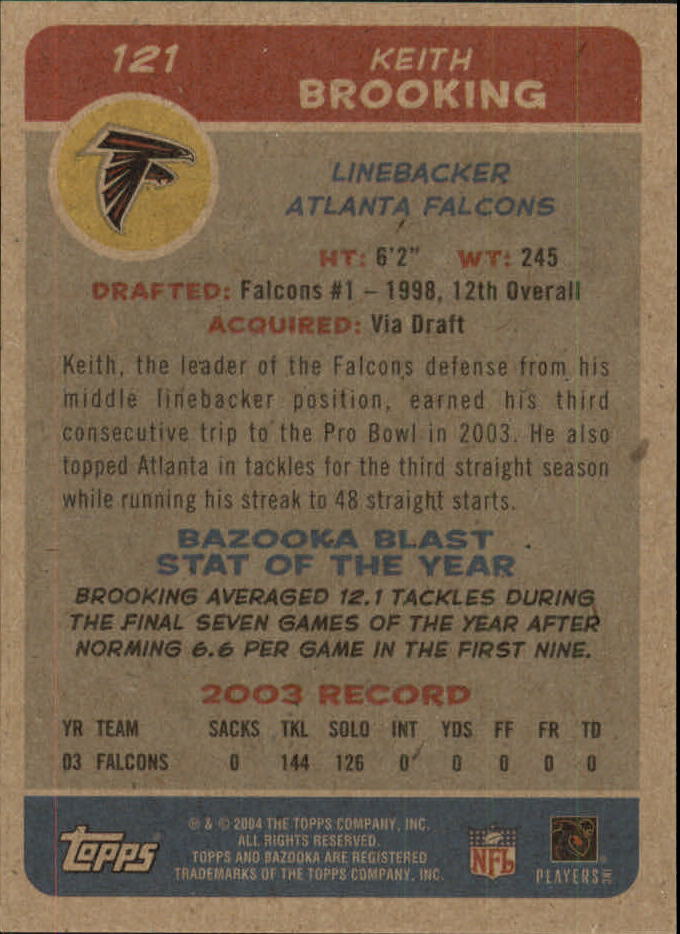 121
KEITH
BROOKING
LINEBACKER
ATLANTA FALCONS
HT: 6'2" WT: 245
DRAFTED: Falcons #1 – 1998, 12th Overall
ACQUIRED: Via Draft
Keith, the leader of the Falcons defense from his
middle linebacker position, earned his third
consecutive trip to the Pro Bowl in 2003. He also
topped Atlanta in tackles for the third straight season
while running his streak to 48 straight starts.
BAZOOKA BLAST
STAT OF THE YEAR
BROOKING AVERAGED 12.1 TACKLES DURING
THE FINAL SEVEN GAMES OF THE YEAR AFTER
NORMING 6.6 PER GAME IN THE FIRST NINE.
2003 RECORD
YR TEAM SACKS TKL SOLO INT YDS FF FR TD
03 FALCONS 0 144 126 0 0 0 0 0
topps
® & © 2004 THE TOPPS COMPANY, INC.
ALL RIGHTS RESERVED.
TOPPS AND BAZOOKA ARE REGISTERED
TRADEMARKS OF THE TOPPS COMPANY, INC.
NFL
PLAYERS INC